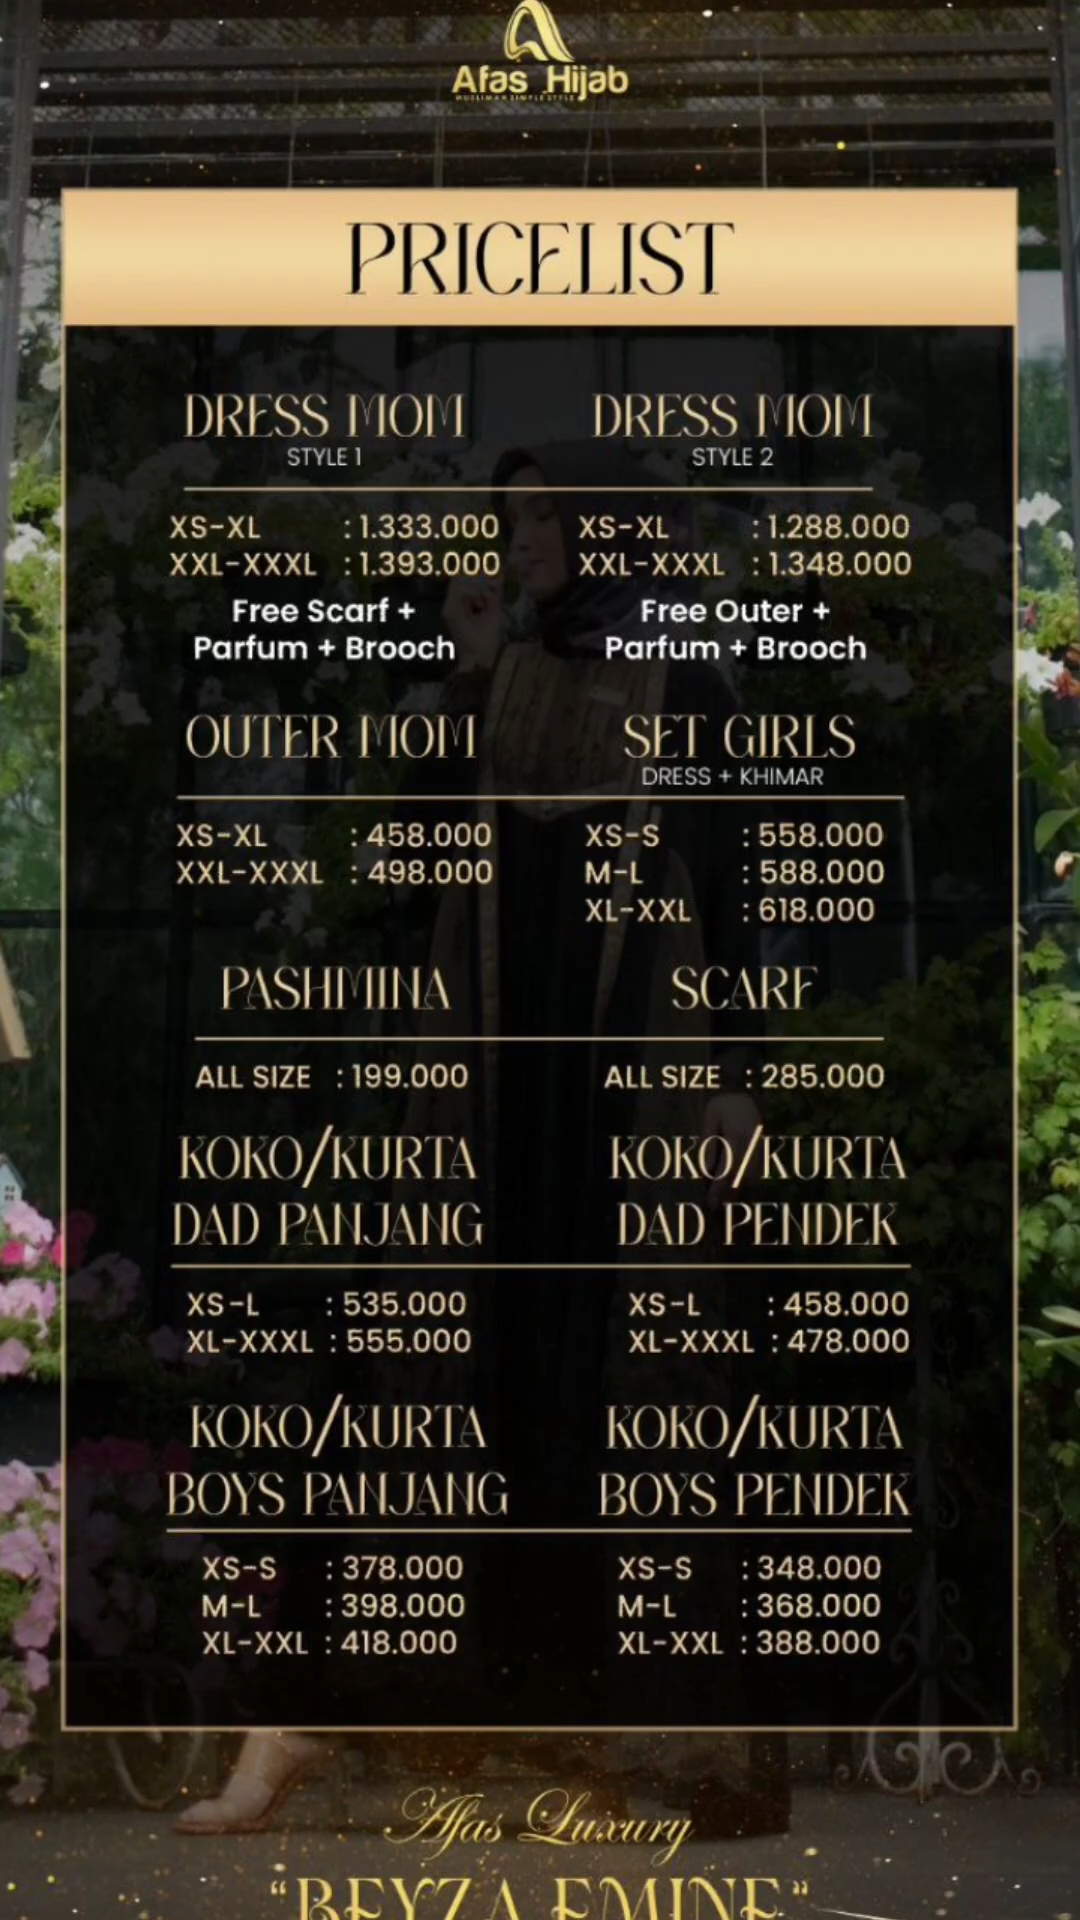 Afas Hijab
MUSLIMAH SIMPLE STYLE
PRICELIST
DRESS MOM
STYLE 1
XS-XL : 1.333.000
XXL-XXXL : 1.393.000
Free Scarf +
Parfum + Brooch
DRESS MOM
STYLE 2
XS-XL : 1.288.000
XXL-XXXL : 1.348.000
Free Outer +
Parfum + Brooch
OUTER MOM
XS-XL : 458.000
XXL-XXXL : 498.000
SET GIRLS
DRESS + KHIMAR
XS-S : 558.000
M-L : 588.000
XL-XXL : 618.000
PASHMINA
ALL SIZE : 199.000
SCARF
ALL SIZE : 285.000
KOKO/KURTA
DAD PANJANG
XS-L : 535.000
XL-XXXL : 555.000
KOKO/KURTA
DAD PENDEK
XS-L : 458.000
XL-XXXL : 478.000
KOKO/KURTA
BOYS PANJANG
XS-S : 378.000
M-L : 398.000
XL-XXL : 418.000
KOKO/KURTA
BOYS PENDEK
XS-S : 348.000
M-L : 368.000
XL-XXL : 388.000
Afas Luxury
"BEYZA EMINE"